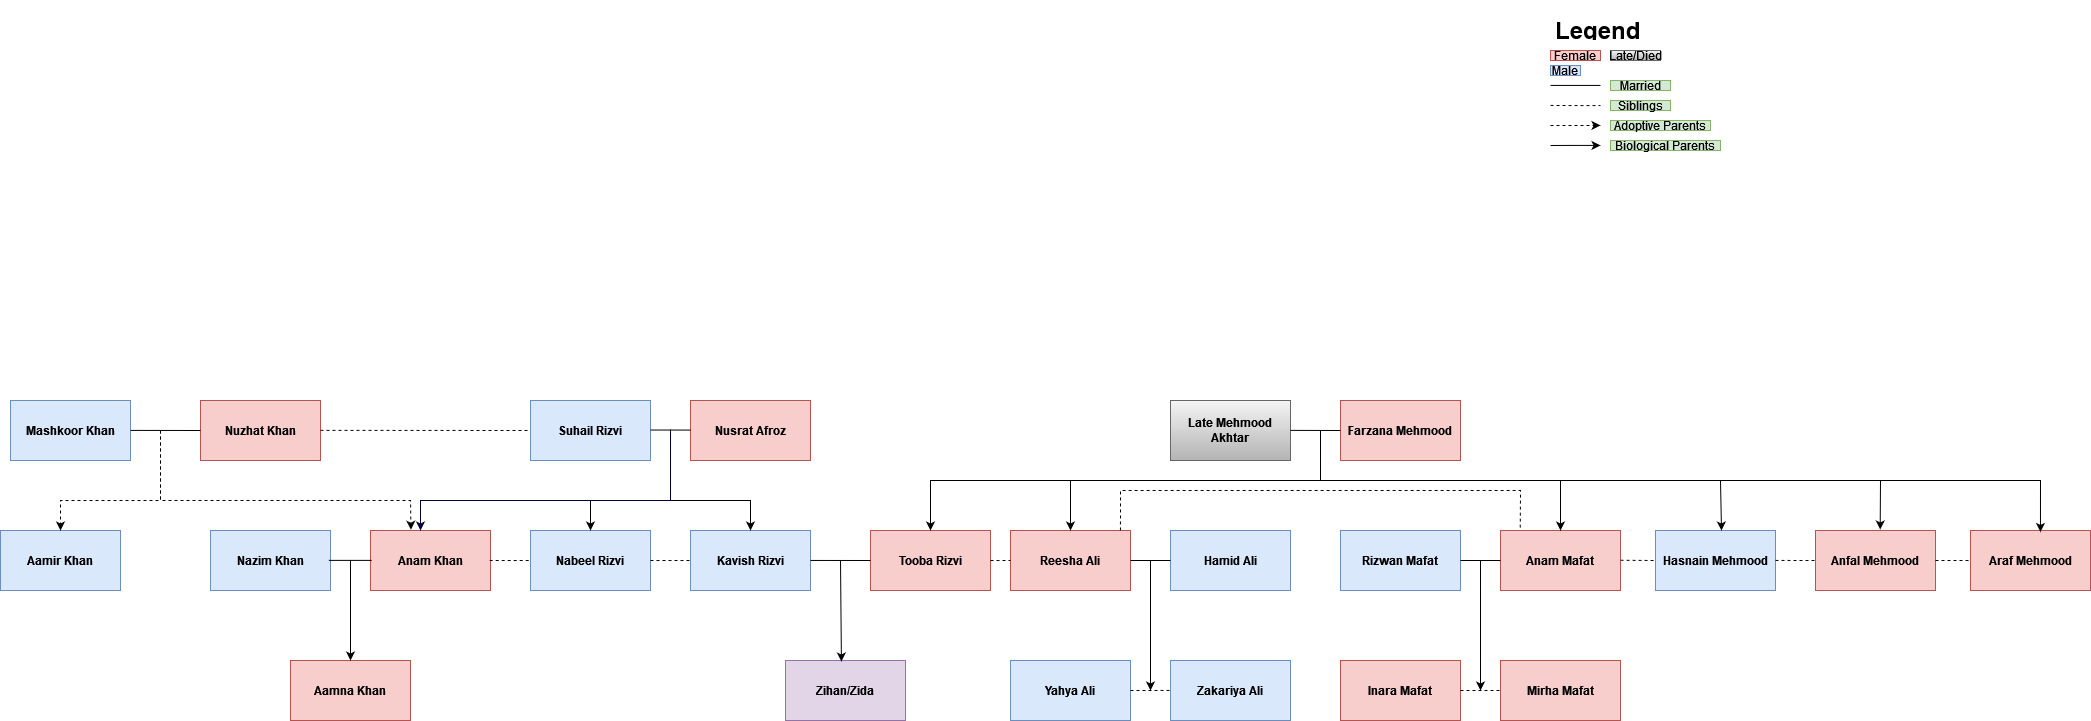 Legend
Female
Late/Died
Male
Married
Siblings
Adoptive Parents
Biological Parents
Mashkoor Khan
Nuzhat Khan
Suhail Rizvi
Nusrat Afroz
Late Mehmood
Akhtar
Farzana Mehmood
Aamir Khan
Nazim Khan
Anam Khan
Nabeel Rizvi
Kavish Rizvi
Tooba Rizvi
Reesha Ali
Hamid Ali
Rizwan Mafat
Anam Mafat
Hasnain Mehmood
Anfal Mehmood
Araf Mehmood
Aamna Khan
Zihan/Zida
Yahya Ali
Zakariya Ali
Inara Mafat
Mirha Mafat